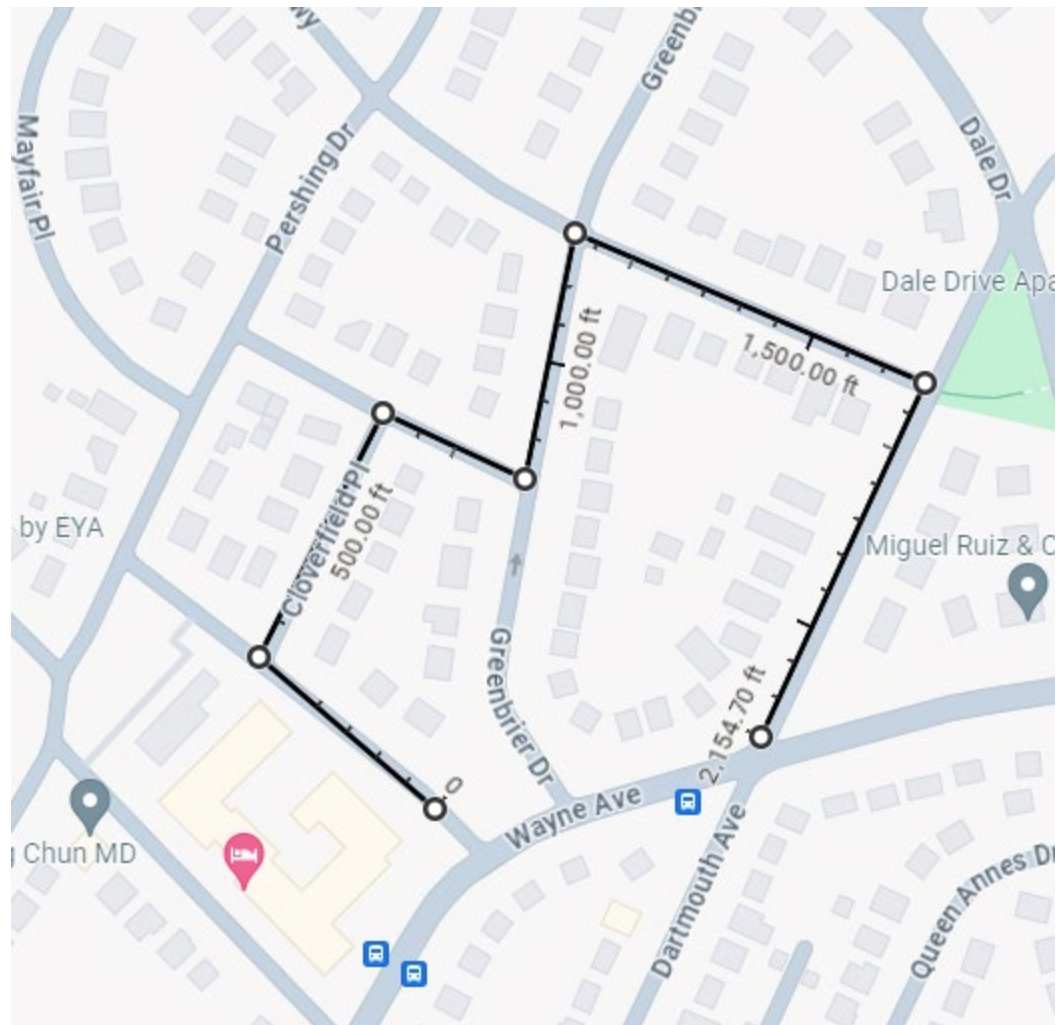 wy
Greenbr
Mayfair Pl
Pershing Dr
Dale Dr
Dale Drive Apa
1,000.00 ft
1,500.00 ft
by EYA
Cloverfield Pl
500.00 ft
Miguel Ruiz & C
Greenbrier Dr
2,154.70 ft
0
Wayne Ave
Chun MD
Dartmouth Ave
Queen Annes Dr